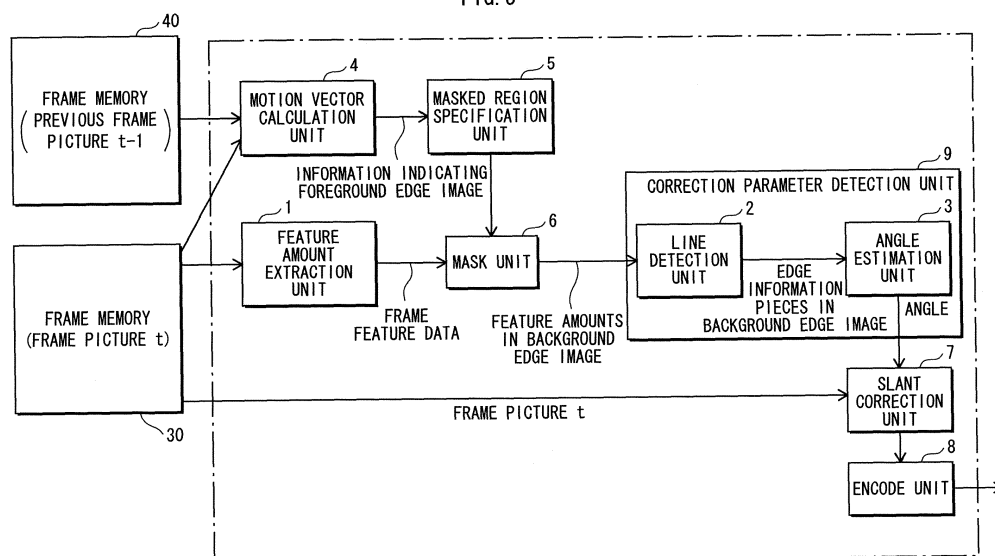 40
FRAME MEMORY
(PREVIOUS FRAME
PICTURE t-1)
4
MOTION VECTOR
CALCULATION
UNIT
5
MASKED REGION
SPECIFICATION
UNIT
INFORMATION INDICATING
FOREGROUND EDGE IMAGE
9
CORRECTION PARAMETER DETECTION UNIT
1
FEATURE
AMOUNT
EXTRACTION
UNIT
6
MASK UNIT
2
LINE
DETECTION
UNIT
3
ANGLE
ESTIMATION
UNIT
FRAME
FEATURE DATA
FEATURE AMOUNTS
IN BACKGROUND
EDGE IMAGE
EDGE
INFORMATION
PIECES IN
BACKGROUND EDGE IMAGE
ANGLE
FRAME MEMORY
(FRAME PICTURE t)
30
FRAME PICTURE t
7
SLANT
CORRECTION
UNIT
8
ENCODE UNIT